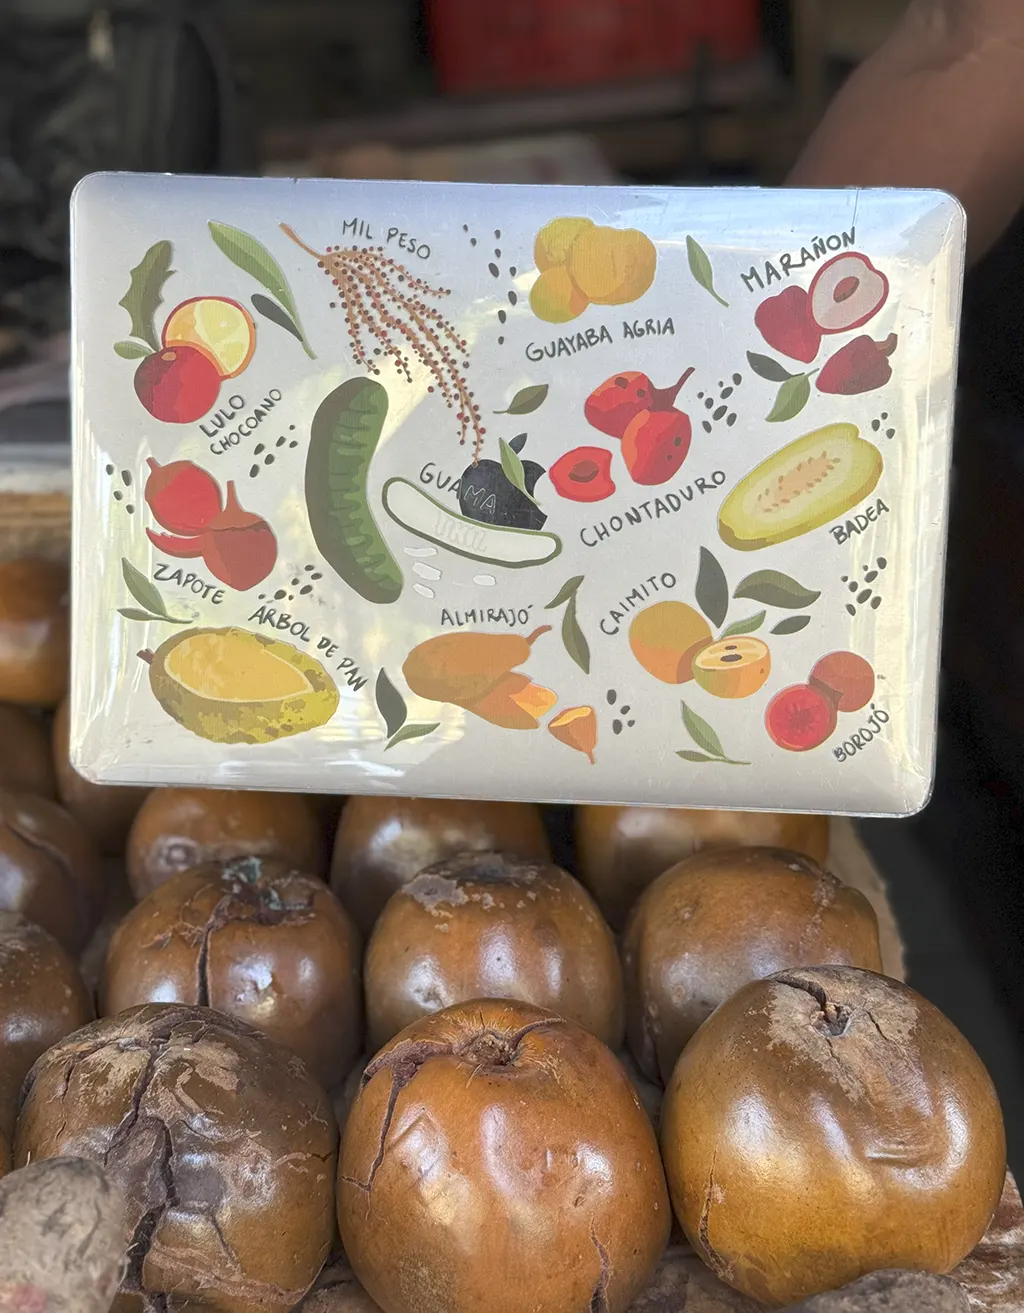 MIL PESO
MARAÑON
GUAYABA AGRIA
LULO
CHOCOANO
GUAMA
CHONTADURO
BADEA
ZAPOTE
ARBOL DE PAN
ALMIRAJÓ
CAIMITO
BOROJÓ